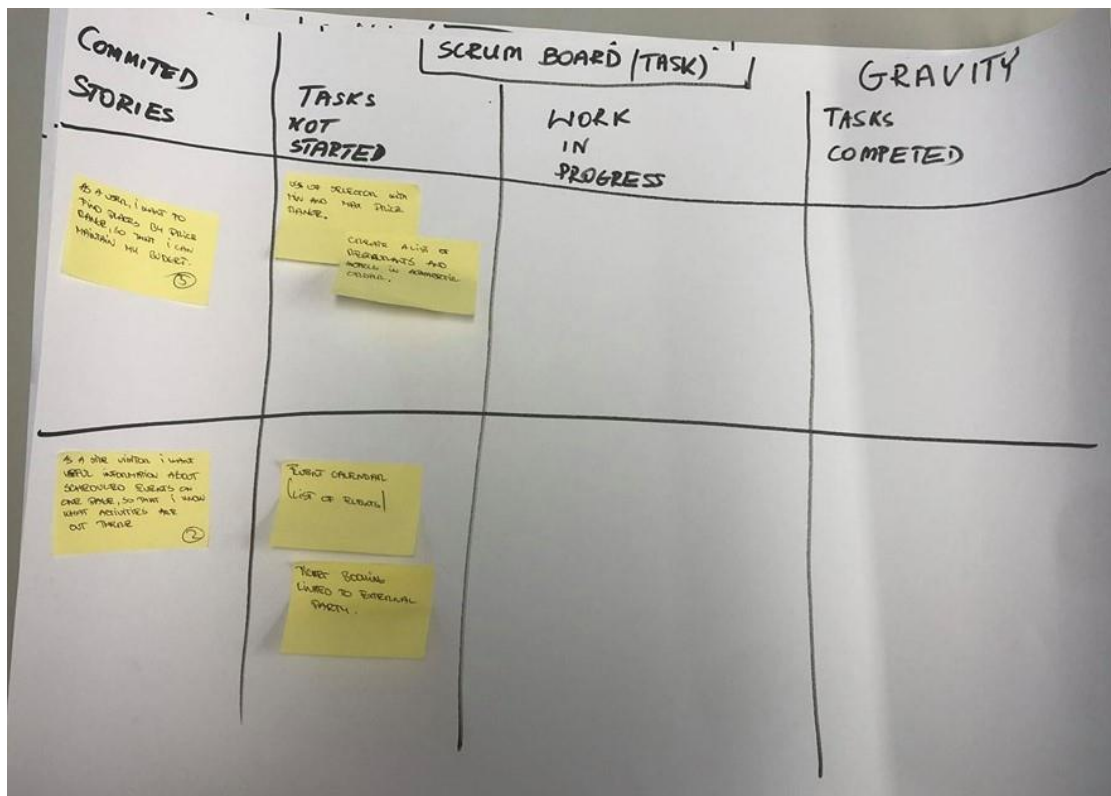 COMMITED
STORIES
SCRUM BOARD (TASK)
GRAVITY
TASKS
NOT
STARTED
WORK
IN
PROGRESS
TASKS
COMPETED
AS A USER, I WANT TO
FIND PLACES BY PRICE
RANGE, SO THAT I CAN
MAINTAIN MY BUDGET.
5
SELECTOR WITH
MIN AND MAX PRICE
RANGE.
CREATE A LIST OF
RESTAURANTS AND
IN
ORDER.
AS A SITE VISITOR I WANT
USEFUL INFORMATION ABOUT
SCHEDULED EVENTS ON
ONE PAGE, SO THAT I KNOW
WHAT ACTIVITIES ARE
OUT THERE
2
EVENT CALENDAR
(LIST OF EVENTS)
TICKET BOOKING
LINKED TO EXTERNAL
PARTY.